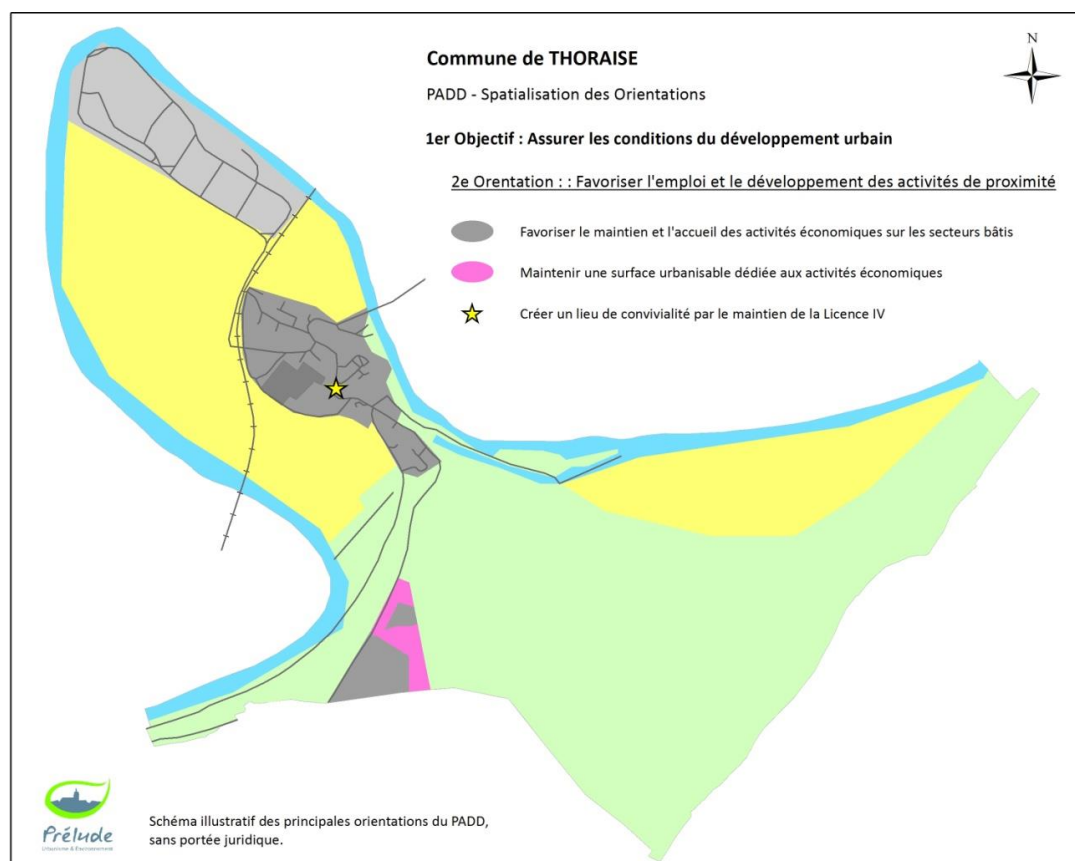 N
Commune de THORAISE
PADD - Spatialisation des Orientations
1er Objectif : Assurer les conditions du développement urbain
2e Orentation : : Favoriser l'emploi et le développement des activités de proximité
Favoriser le maintien et l'accueil des activités économiques sur les secteurs bâtis
Maintenir une surface urbanisable dédiée aux activités économiques
Créer un lieu de convivialité par le maintien de la Licence IV
Prélude
Urbanisme & Environnement
Schéma illustratif des principales orientations du PADD,
sans portée juridique.